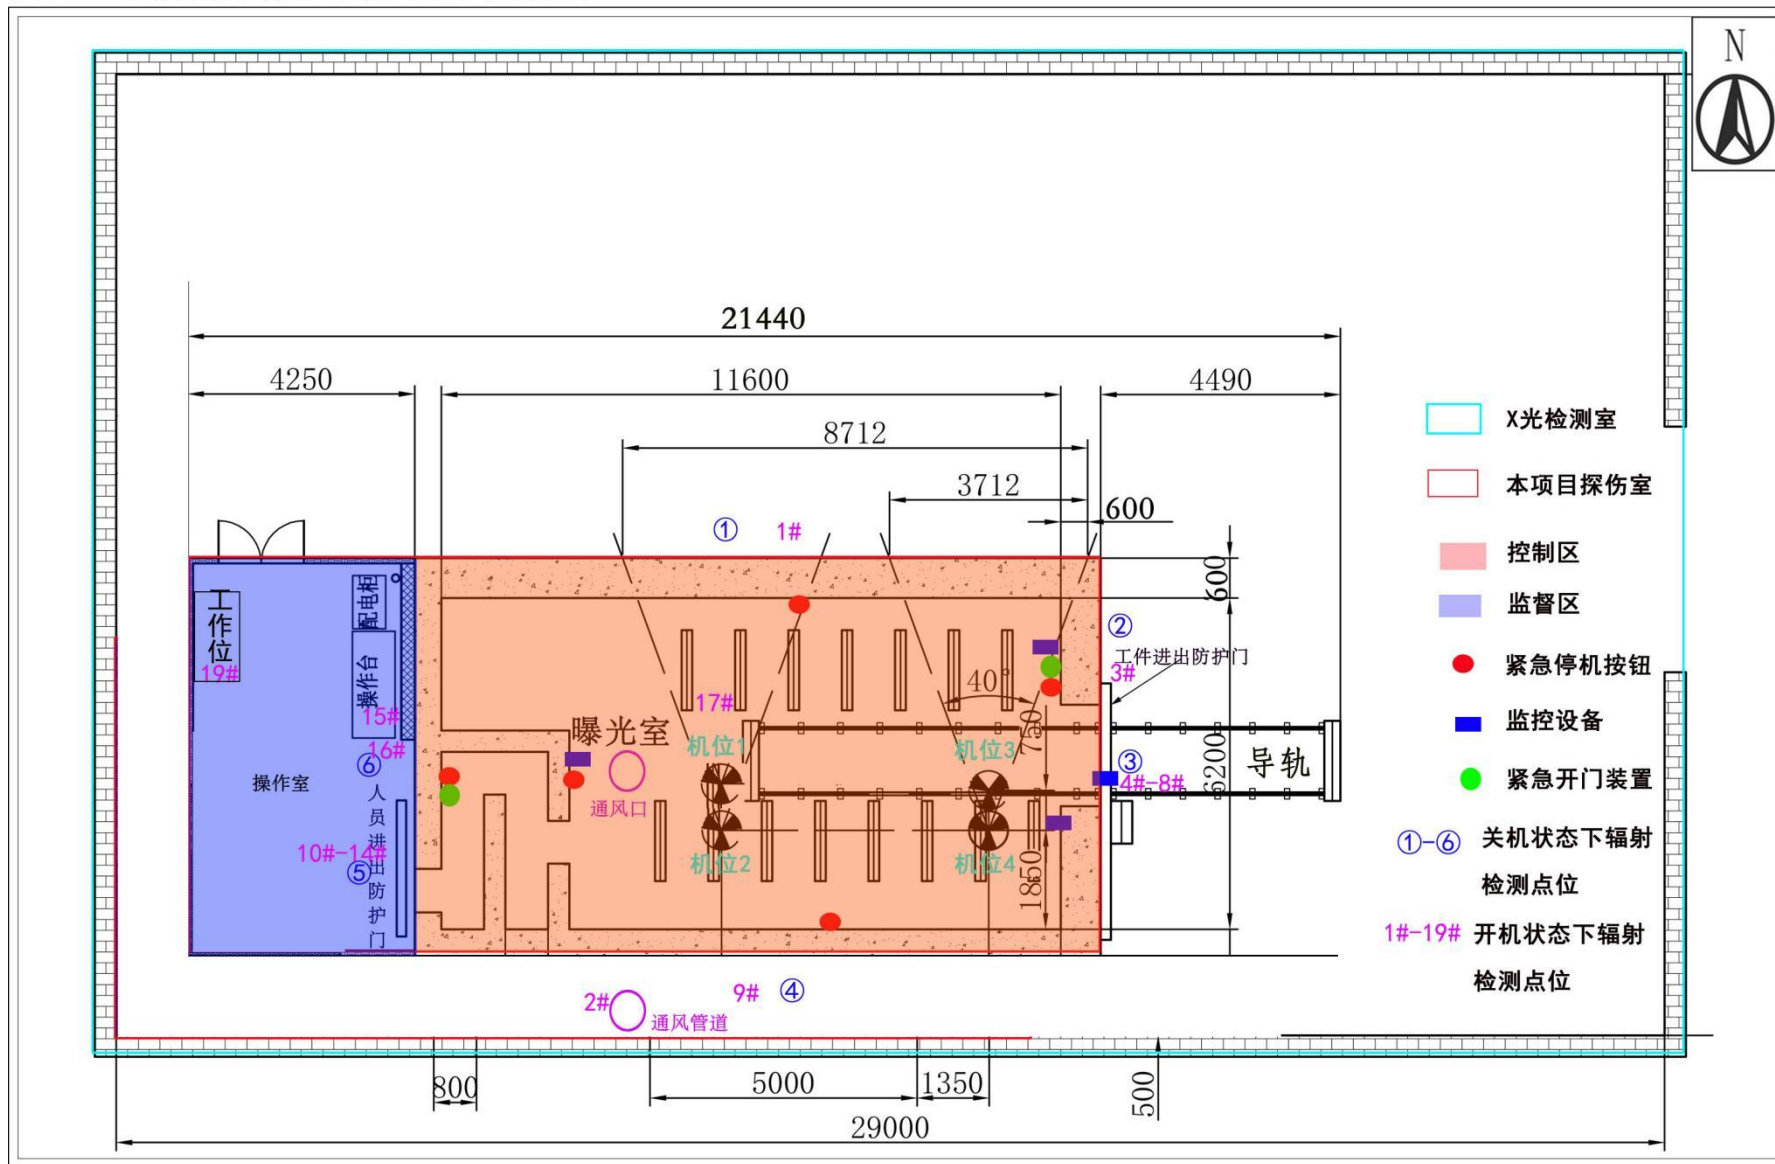 N
21440
4250
11600
4490
8712
3712
600
600
① 1#
②
工件进出防护门
3#
工作位
19#
配电柜
操作台
15#
16#
⑥
操作室
人员进出防护门
10#-14#
⑤
17#
曝光室
通风口
机位1
机位2
机位3
机位4
40°
750
1850
6200
③
4#-8#
导轨
2#
通风管道
9# ④
800
5000
1350
500
29000
X光检测室
本项目探伤室
控制区
监督区
紧急停机按钮
监控设备
紧急开门装置
①-⑥ 关机状态下辐射
检测点位
1#-19# 开机状态下辐射
检测点位